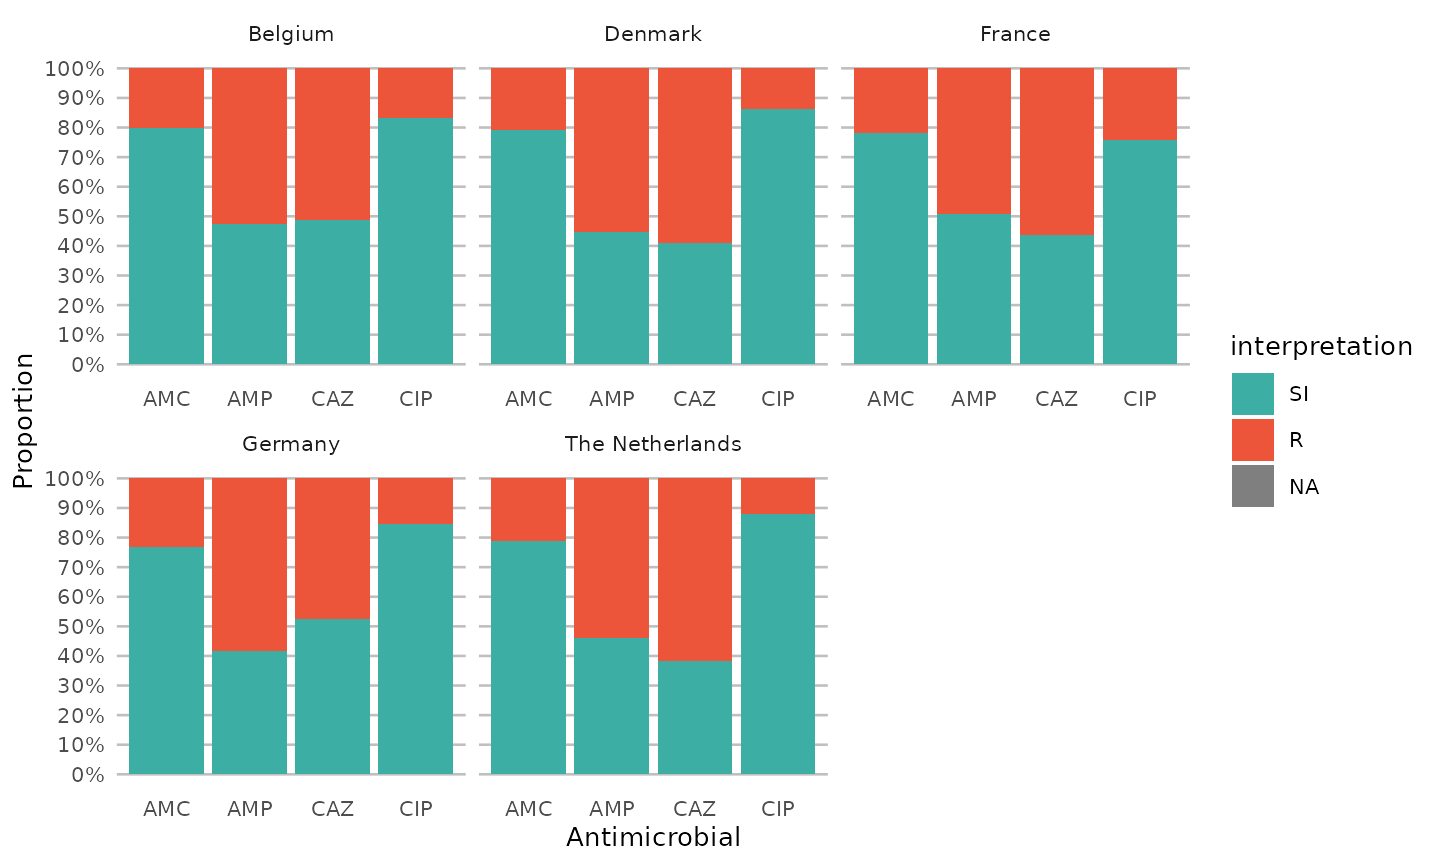 Belgium
Denmark
France
100%
90%
80%
70%
60%
50%
40%
30%
20%
10%
0%
AMC AMP CAZ CIP
AMC AMP CAZ CIP
AMC AMP CAZ CIP
Germany
The Netherlands
100%
90%
80%
70%
60%
50%
40%
30%
20%
10%
0%
AMC AMP CAZ CIP
AMC AMP CAZ CIP
Proportion
Antimicrobial
interpretation
SI
R
NA